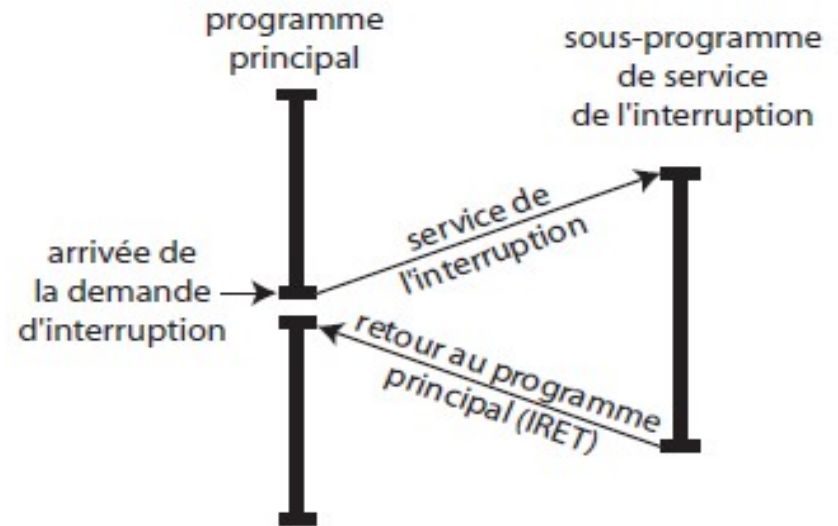 programme
principal
sous-programme
de service
de l'interruption
service de
l'interruption
arrivée de
la demande
d'interruption
retour au programme
principal (IRET)